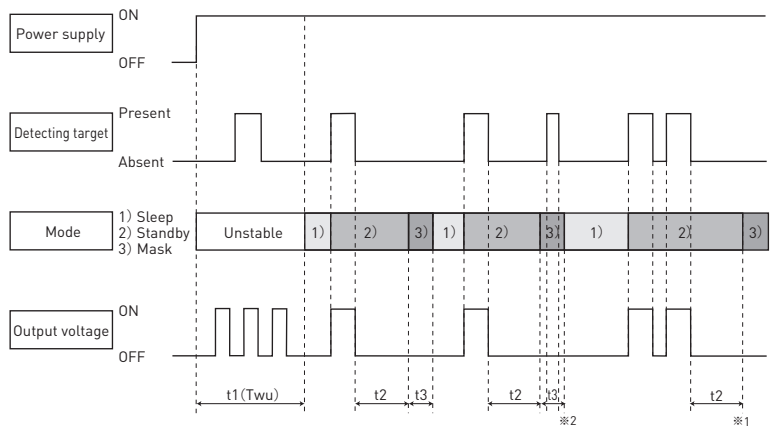 Power supply
ON
OFF
Detecting target
Present
Absent
Mode
1) Sleep
2) Standby
3) Mask
Unstable
1)
2)
3)
1)
2)
3)
1)
2)
3)
Output voltage
ON
OFF
t1(Twu)
t2
t3
t2
t3
t2
※2
※1